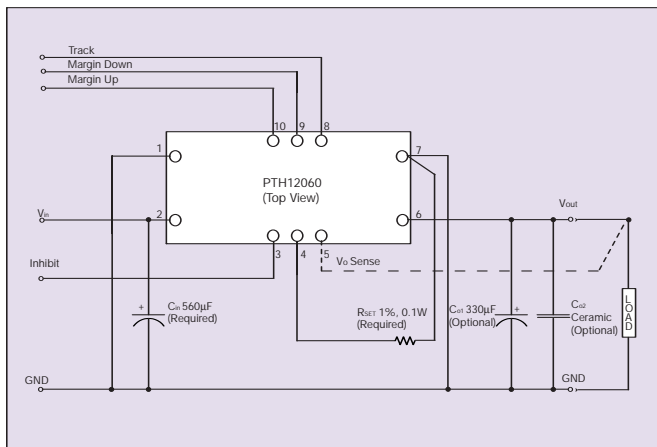 Track
Margin Down
Margin Up
10 9 8
1
7
PTH12060
(Top View)
2
6
Vin
Vout
3 4 5
Vo Sense
Inhibit
+
Cin 560µF
(Required)
RSET 1%, 0.1W
(Required)
Co1 330µF
(Optional)
+
Co2
Ceramic
(Optional)
LOAD
GND
GND